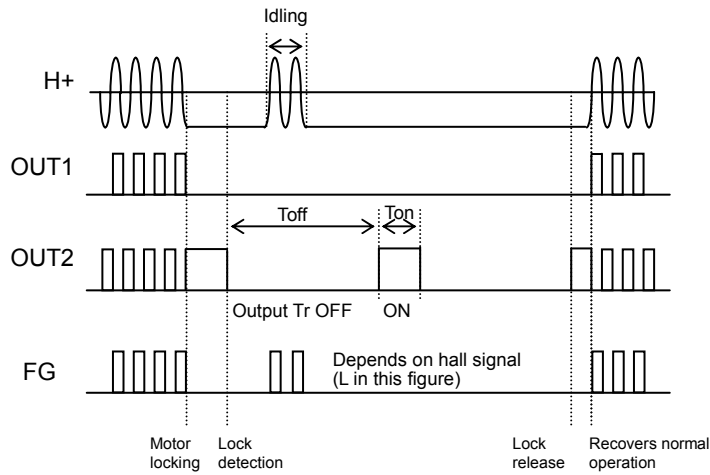 Idling
H+
OUT1
Toff
Ton
OUT2
Output Tr OFF
ON
FG
Depends on hall signal
(L in this figure)
Motor
locking
Lock
detection
Lock
release
Recovers normal
operation